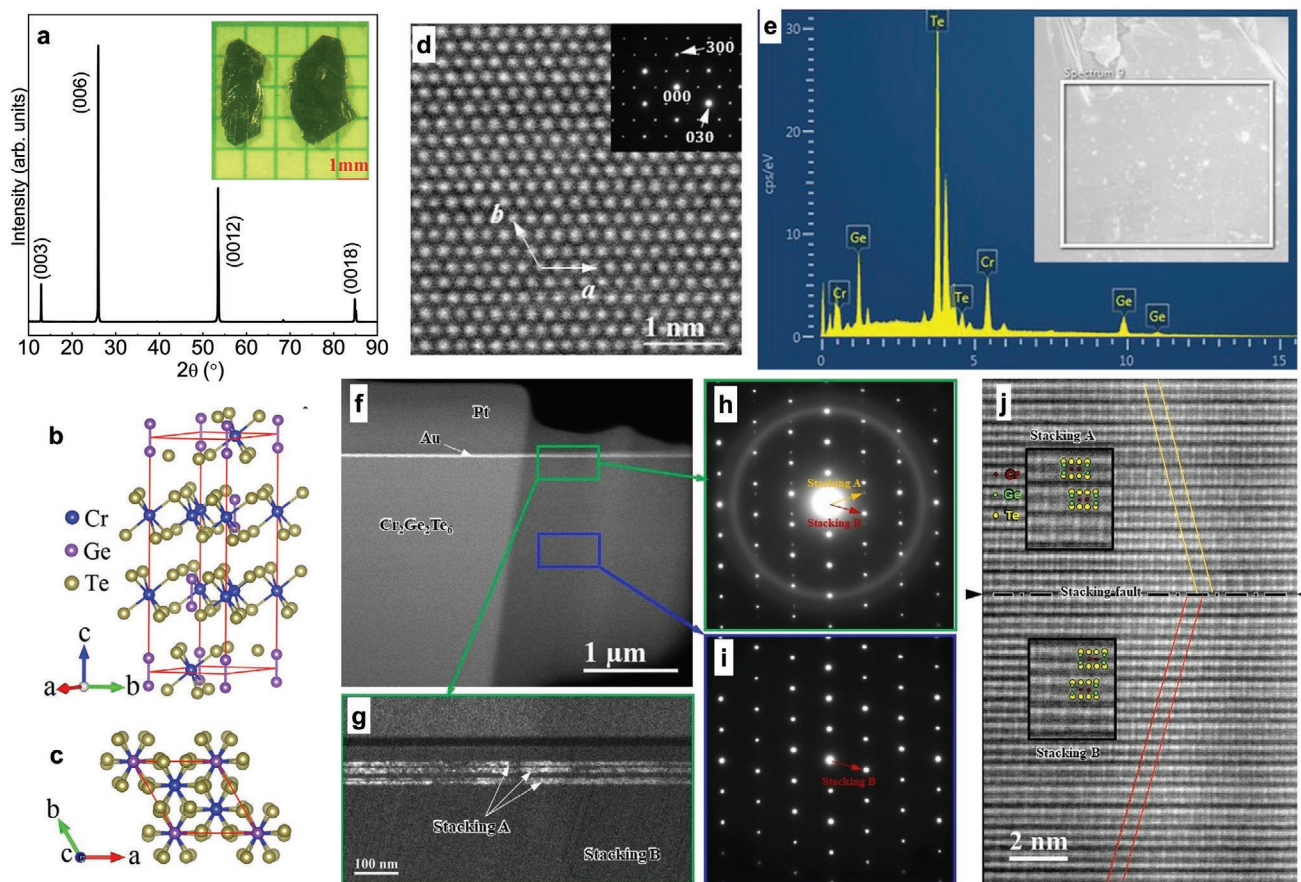 a
(006)
1mm
(0012)
(003)
(0018)
Intensity (arb. units)
10 20 30 40 50 60 70 80 90
2θ (°)
d
300
000
030
b
a
1 nm
e
30
20
10
0
cps/eV
Te
Ge
Cr
Te
Cr
Ge
Ge
0 5 10 15
Spectrum 9
b
Cr
Ge
Te
c
a b
c
b
c a
f
Pt
Au
Cr₂Ge₂Te₆
1 μm
g
Stacking A
Stacking B
100 nm
h
Stacking A
Stacking B
i
Stacking B
j
Stacking A
Cr
Ge
Te
Stacking fault
Stacking B
2 nm